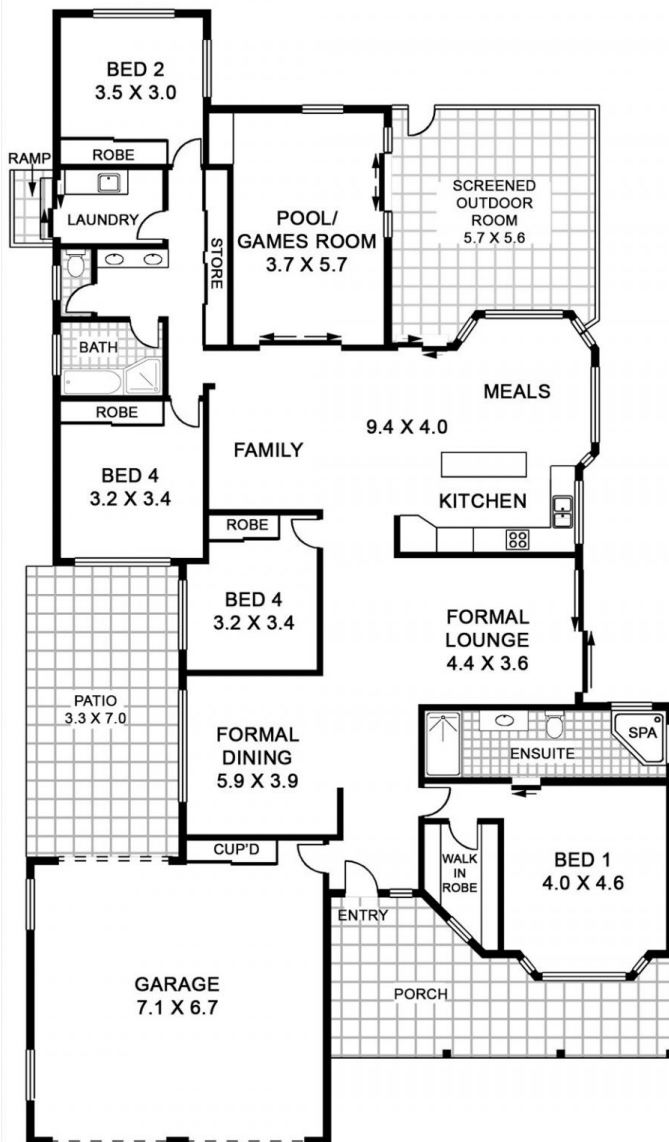 BED 2
3.5 X 3.0
ROBE
RAMP
LAUNDRY
STORE
POOL/
GAMES ROOM
3.7 X 5.7
SCREENED
OUTDOOR
ROOM
5.7 X 5.6
BATH
ROBE
BED 4
3.2 X 3.4
FAMILY
9.4 X 4.0
MEALS
KITCHEN
ROBE
BED 4
3.2 X 3.4
FORMAL
LOUNGE
4.4 X 3.6
PATIO
3.3 X 7.0
FORMAL
DINING
5.9 X 3.9
ENSUITE
SPA
CUP'D
WALK
IN
ROBE
BED 1
4.0 X 4.6
ENTRY
GARAGE
7.1 X 6.7
PORCH